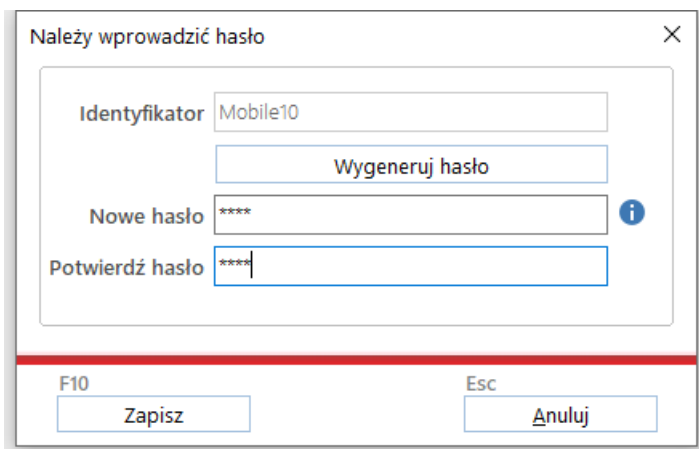 Należy wprowadzić hasło
Identyfikator Mobile10
Wygeneruj hasło
Nowe hasło ****
Potwierdź hasło ****
F10 Esc
Zapisz Anuluj